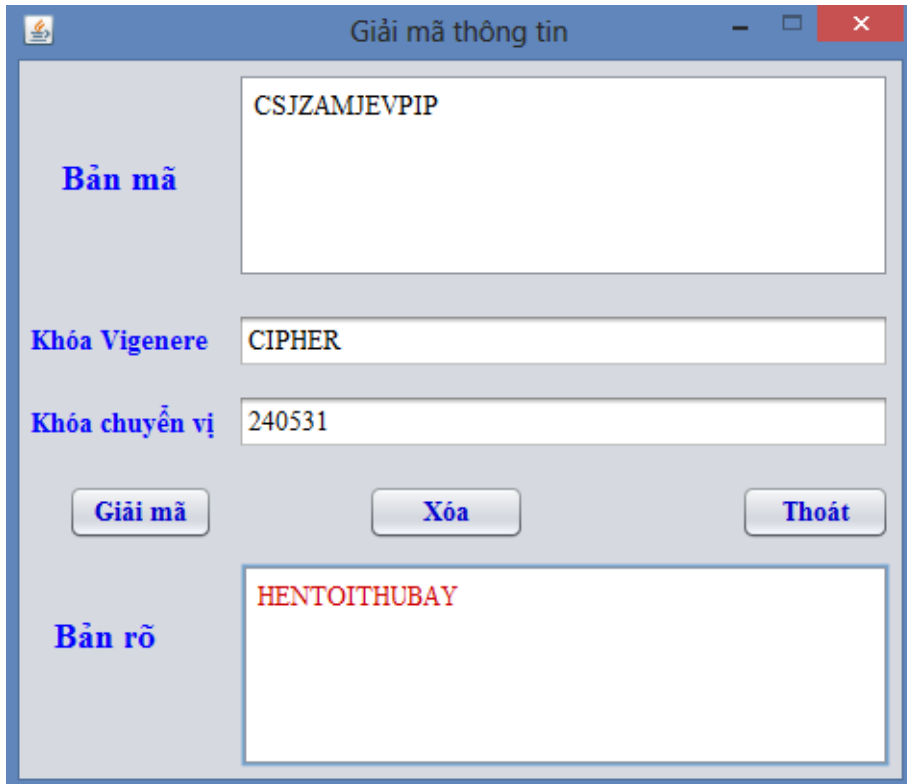 Giải mã thông tin
Bản mã
CSJZAMJEVPIP
Khóa Vigenere
CIPHER
Khóa chuyển vị
240531
Giải mã
Xóa
Thoát
Bản rõ
HENTOITHUBAY